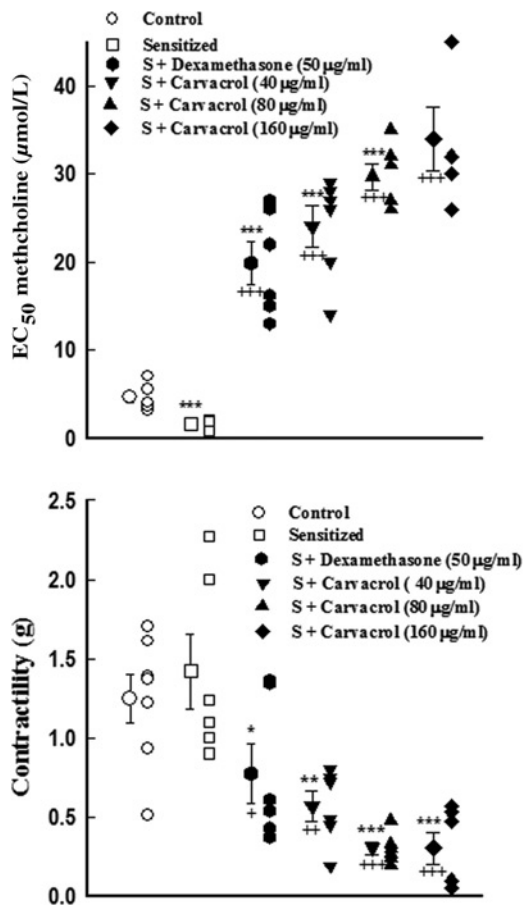 Control
Sensitized
S + Dexamethasone (50 µg/ml)
S + Carvacrol (40 µg/ml)
S + Carvacrol (80 µg/ml)
S + Carvacrol (160 µg/ml)
EC50 methcholine (µmol/L)
40
30
20
10
0
***
***
***
***
+++
+++
+++
+++
Control
Sensitized
S + Dexamethasone (50 µg/ml)
S + Carvacrol ( 40 µg/ml)
S + Carvacrol (80 µg/ml)
S + Carvacrol (160 µg/ml)
Contractility (g)
2.5
2.0
1.5
1.0
0.5
0.0
*
**
***
***
+
++
+++
+++